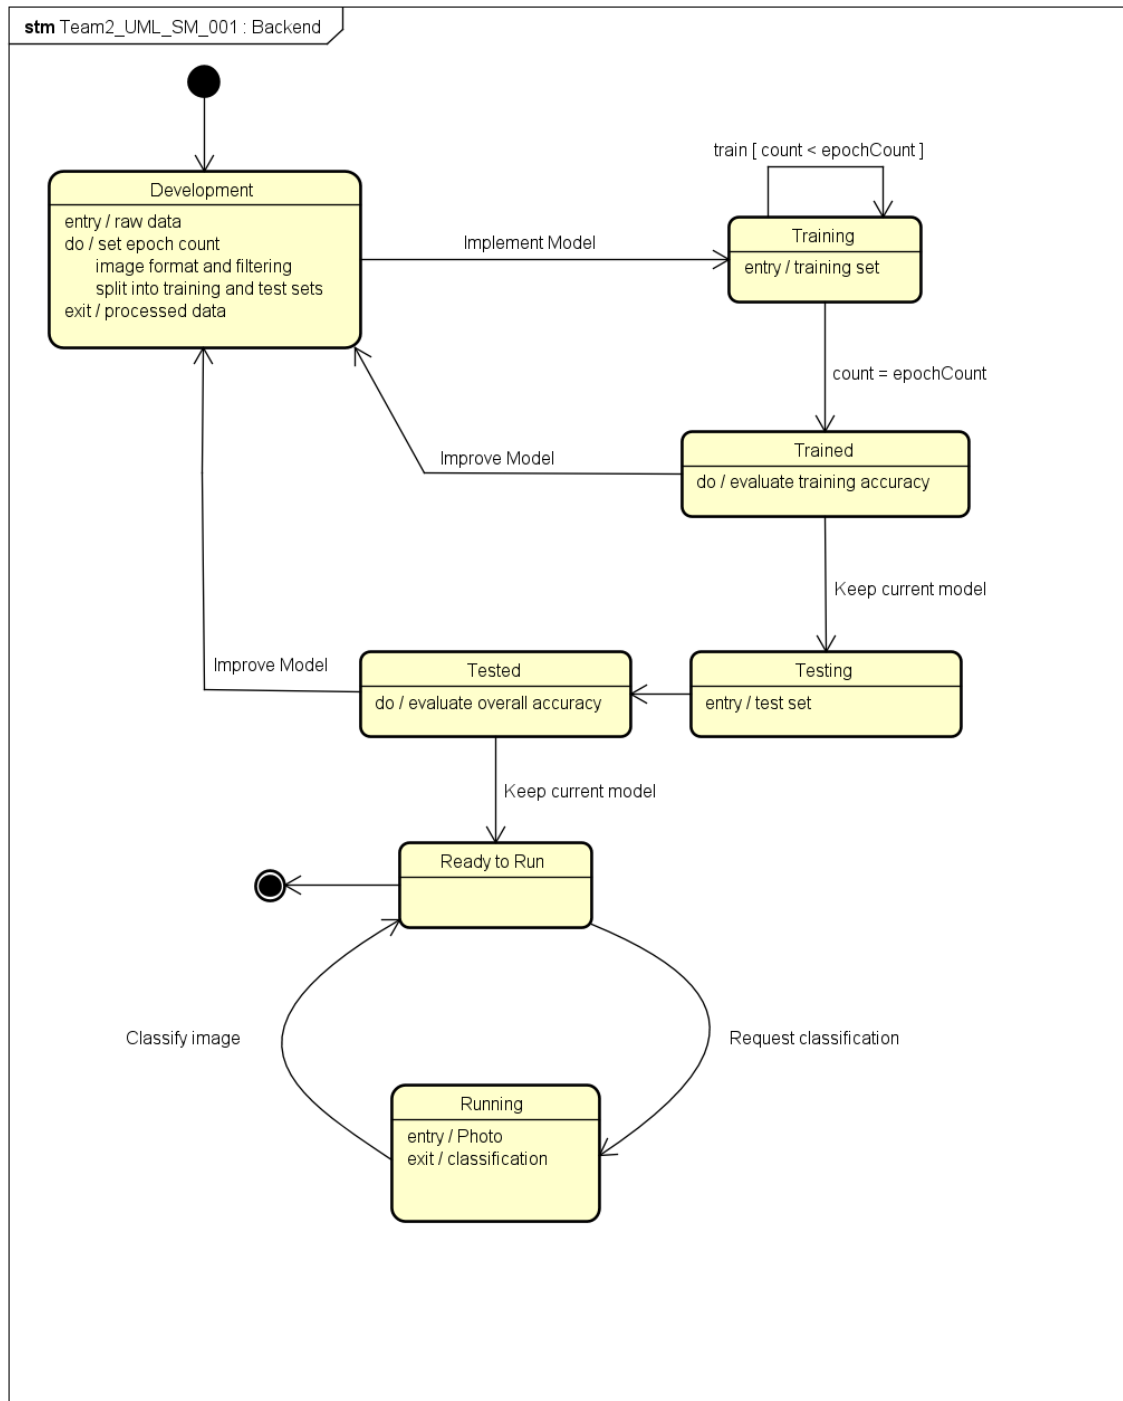 stm Team2_UML_SM_001 : Backend
train [ count < epochCount ]
Development
entry / raw data
do / set epoch count
image format and filtering
split into training and test sets
exit / processed data
Implement Model
Training
entry / training set
count = epochCount
Improve Model
Trained
do / evaluate training accuracy
Keep current model
Improve Model
Tested
do / evaluate overall accuracy
Testing
entry / test set
Keep current model
Ready to Run
Classify image
Request classification
Running
entry / Photo
exit / classification